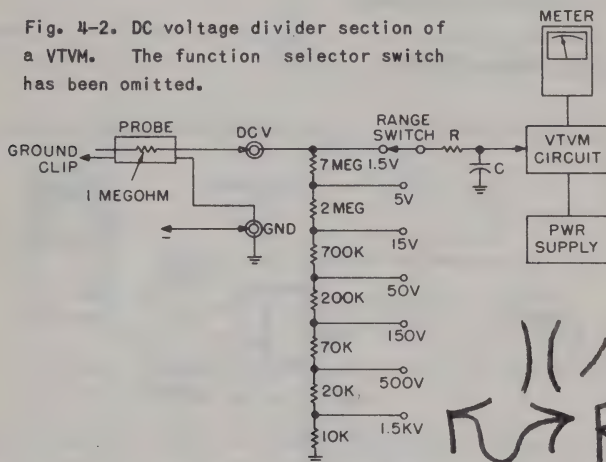 Fig. 4-2. DC voltage divider section of
a VTVM. The function selector switch
has been omitted.
METER
PROBE
DC V
RANGE
SWITCH
R
VTVM
CIRCUIT
GROUND
CLIP
1 MEGOHM
7 MEG
1.5V
C
2 MEG
5V
GND
15V
PWR
SUPPLY
700K
50V
200K
150V
70K
500V
20K
1.5KV
10K